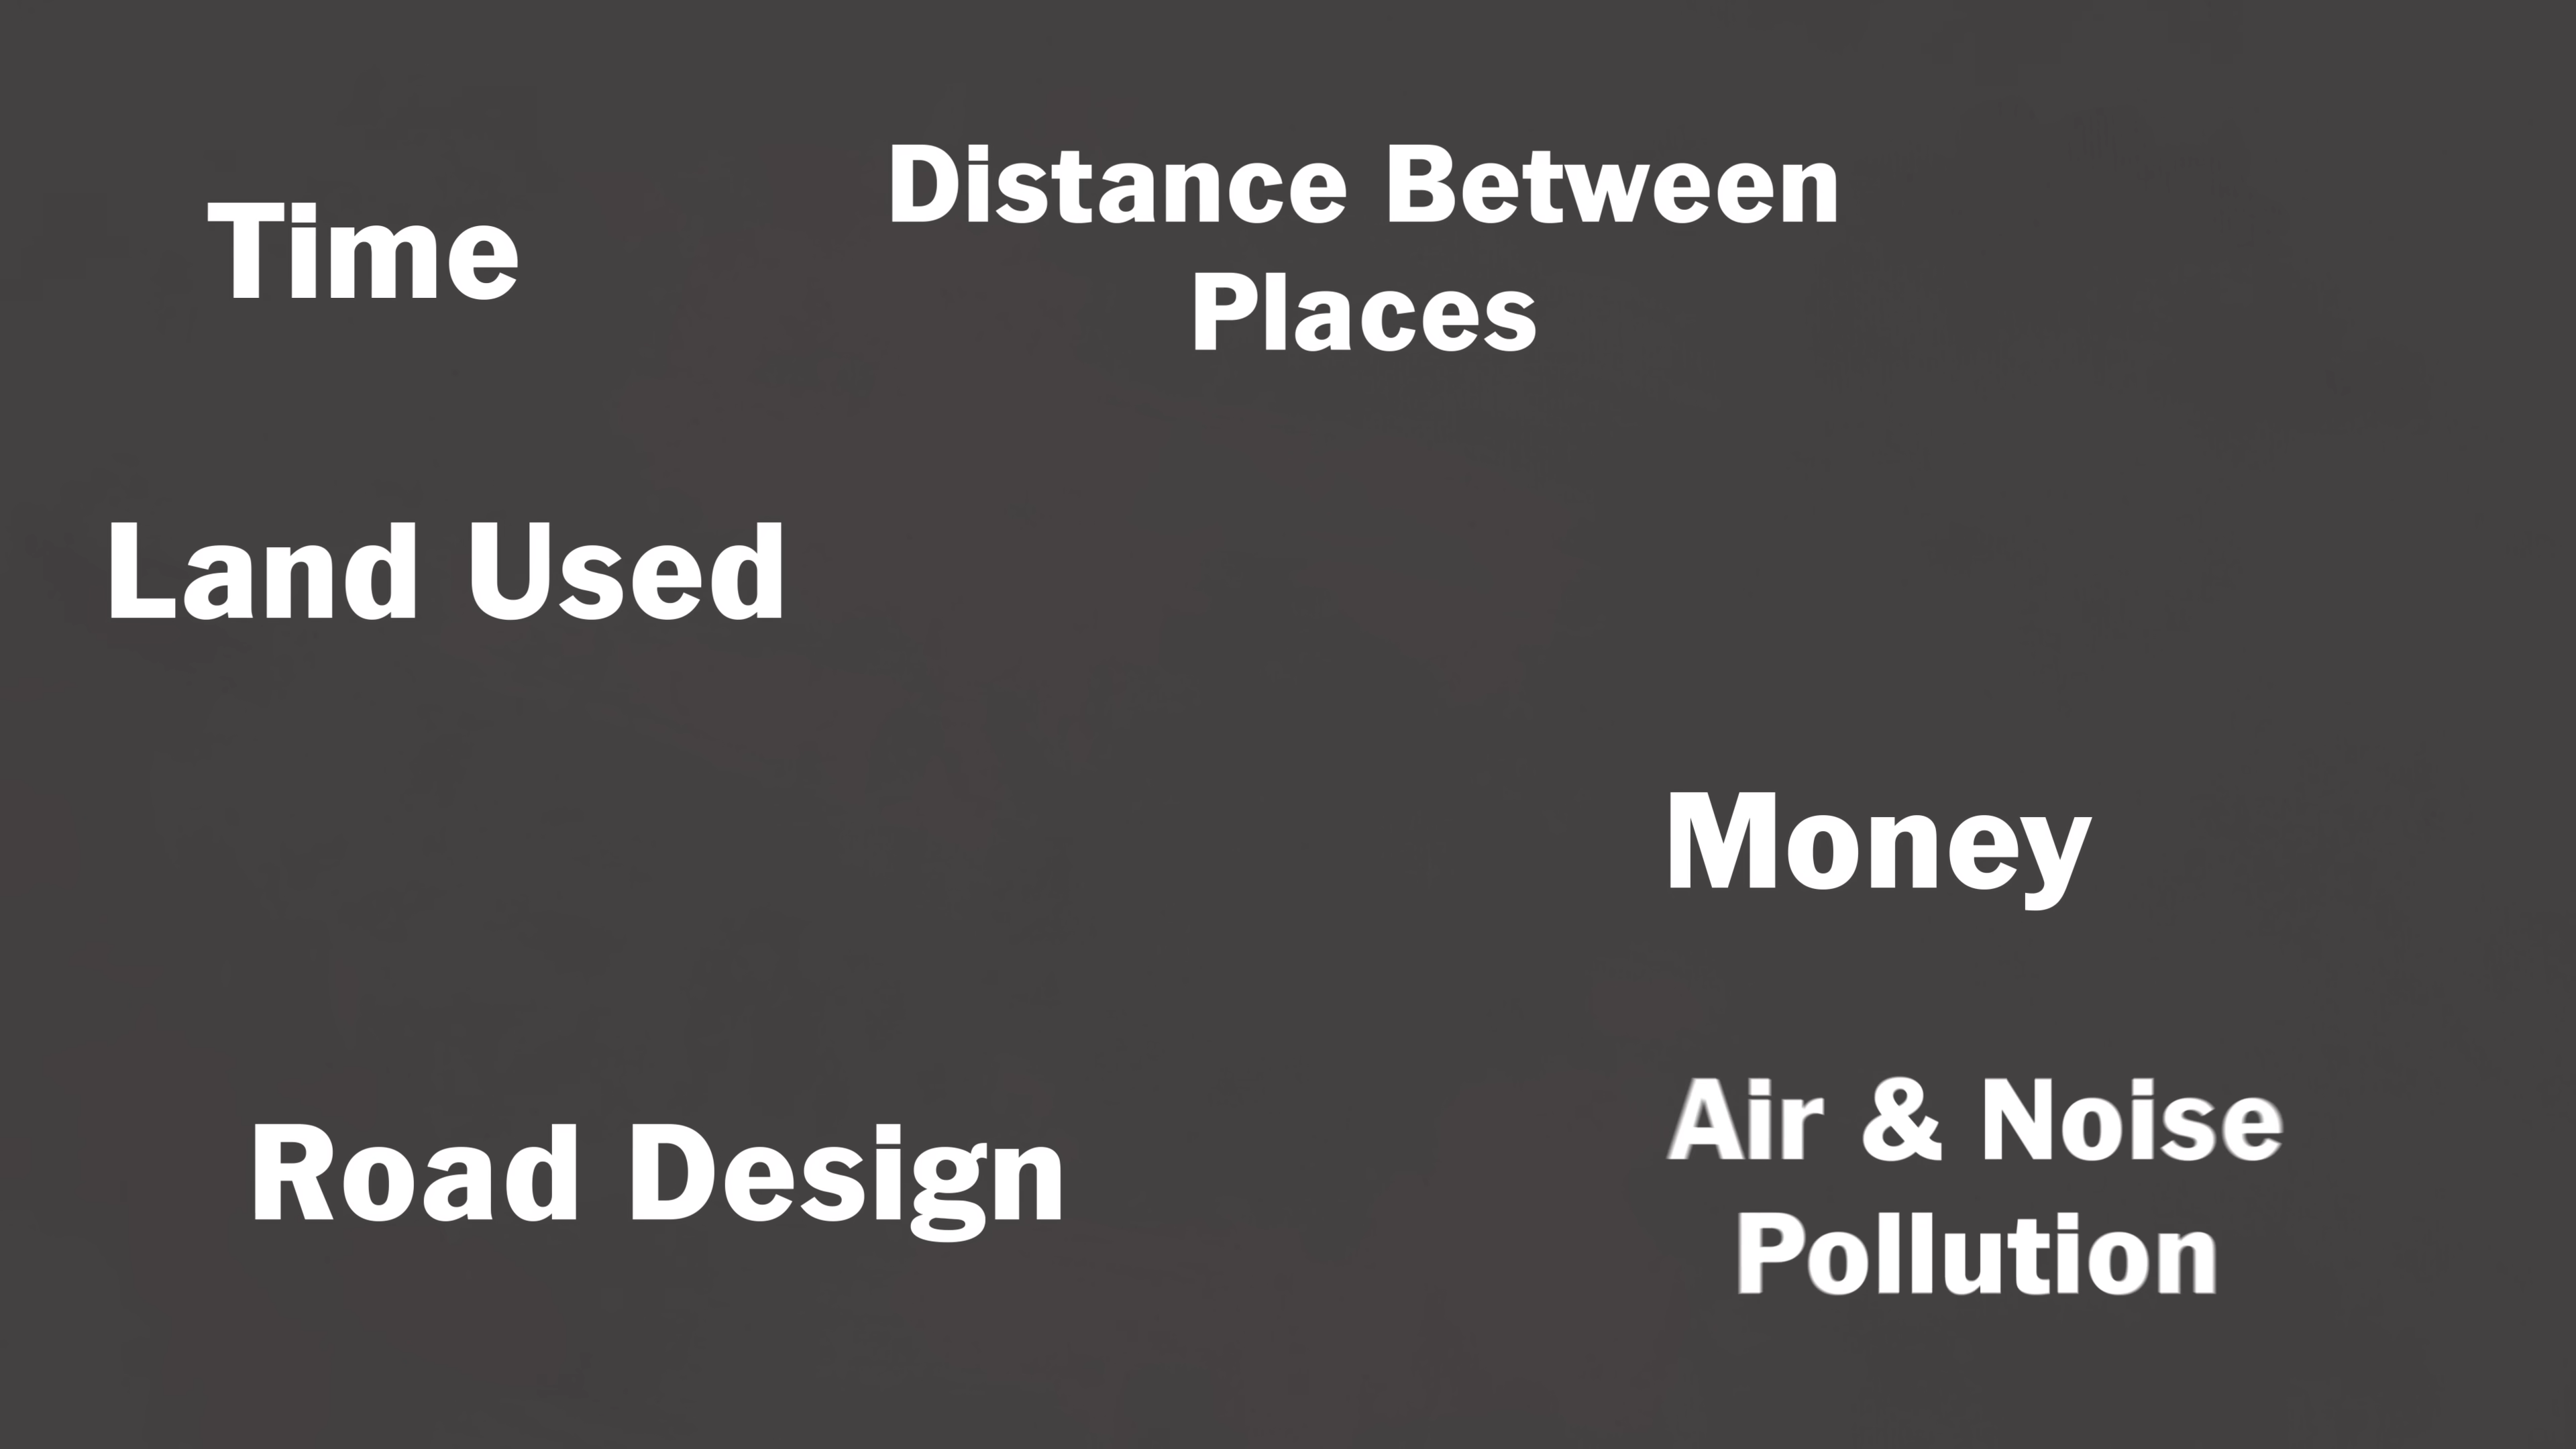 Time
Distance Between
Places
Land Used
Money
Road Design
Air & Noise
Pollution